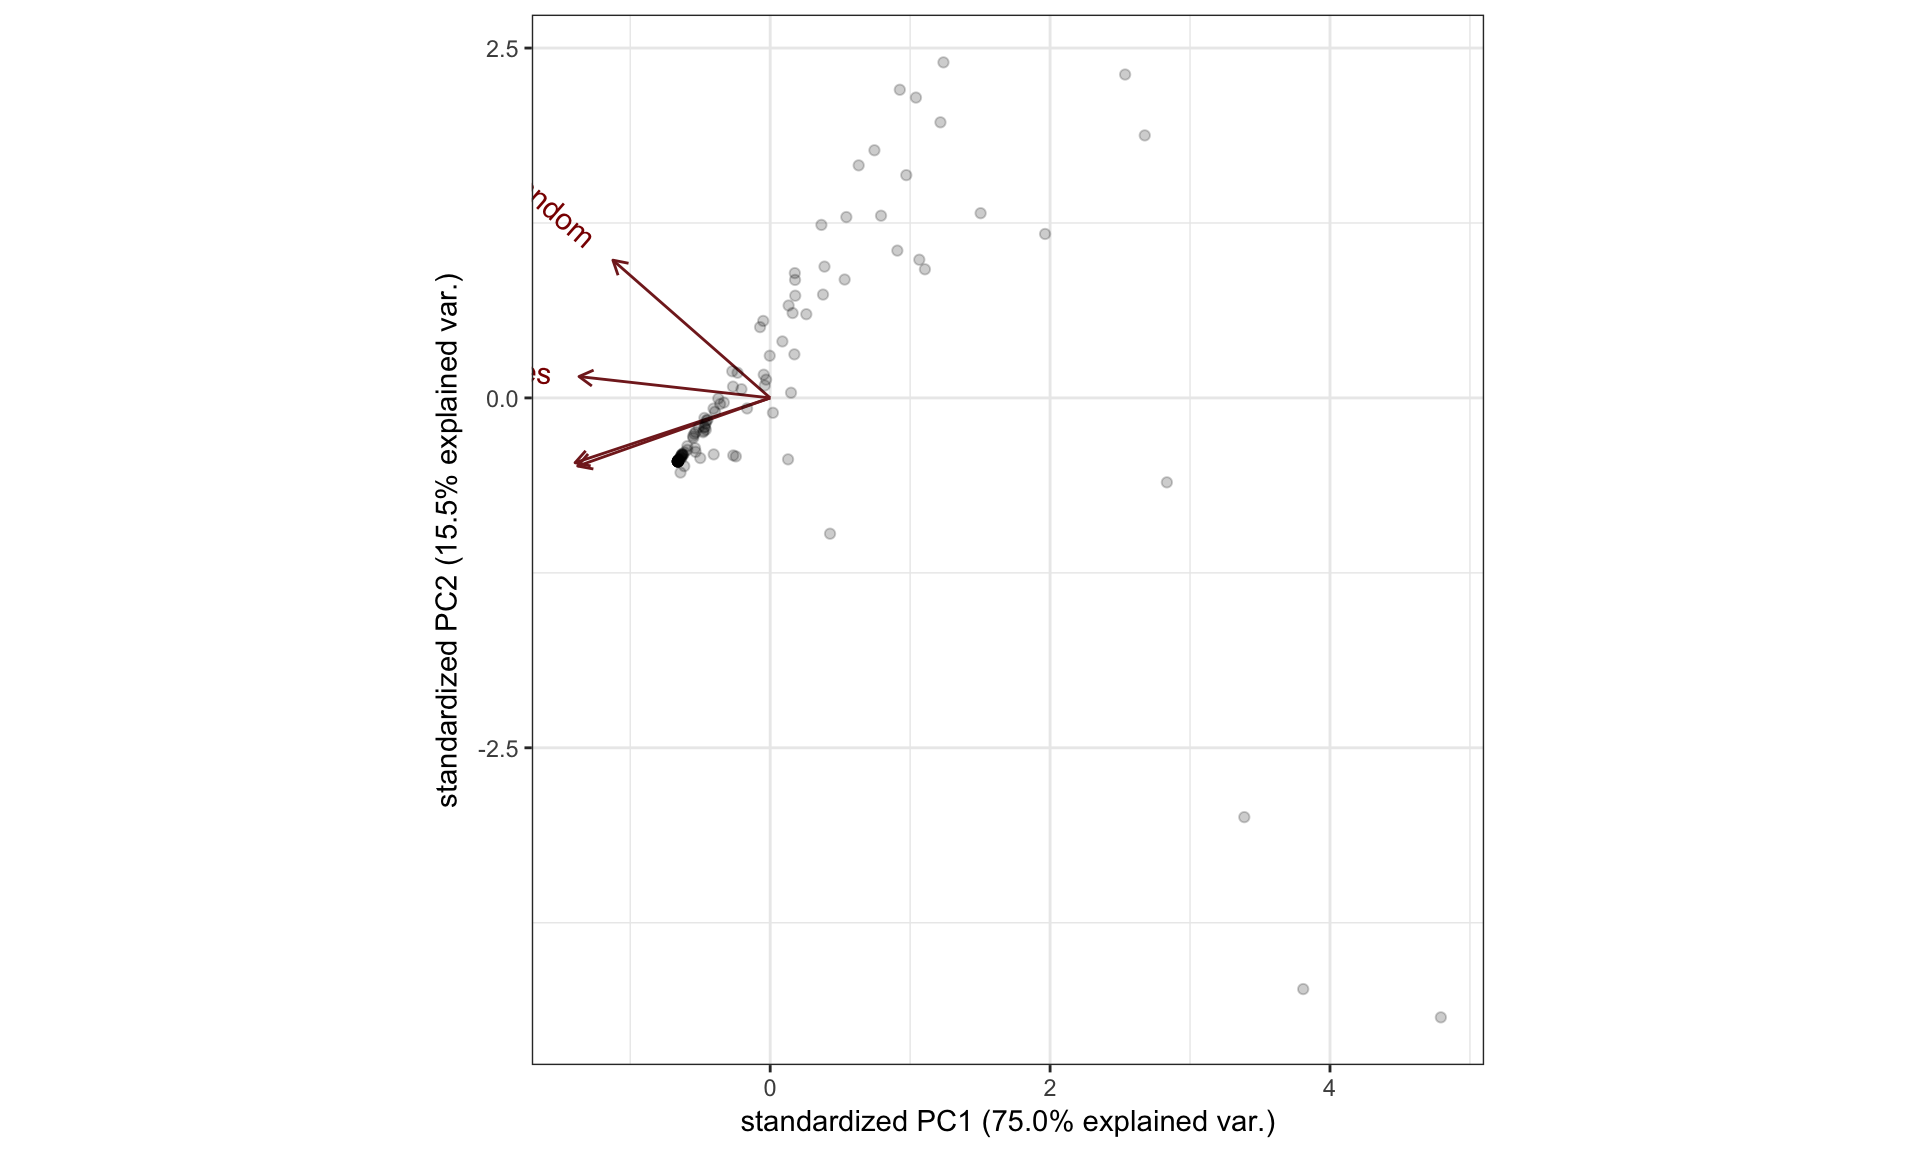 2.5
ndom
es
0.0
-2.5
standardized PC2 (15.5% explained var.)
0
2
4
standardized PC1 (75.0% explained var.)